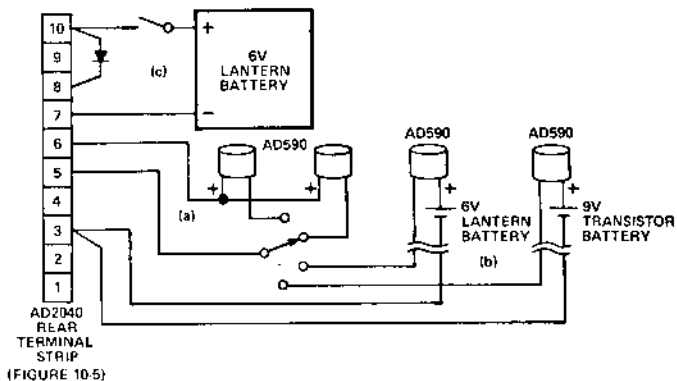 10
9
8
7
6
5
4
3
2
1
AD2040
REAR
TERMINAL
STRIP
(FIGURE 10-5)
(c)
+
6V
LANTERN
BATTERY
−
AD590
+
+
(a)
AD590
+
6V
LANTERN
BATTERY
(b)
AD590
+
9V
TRANSISTOR
BATTERY